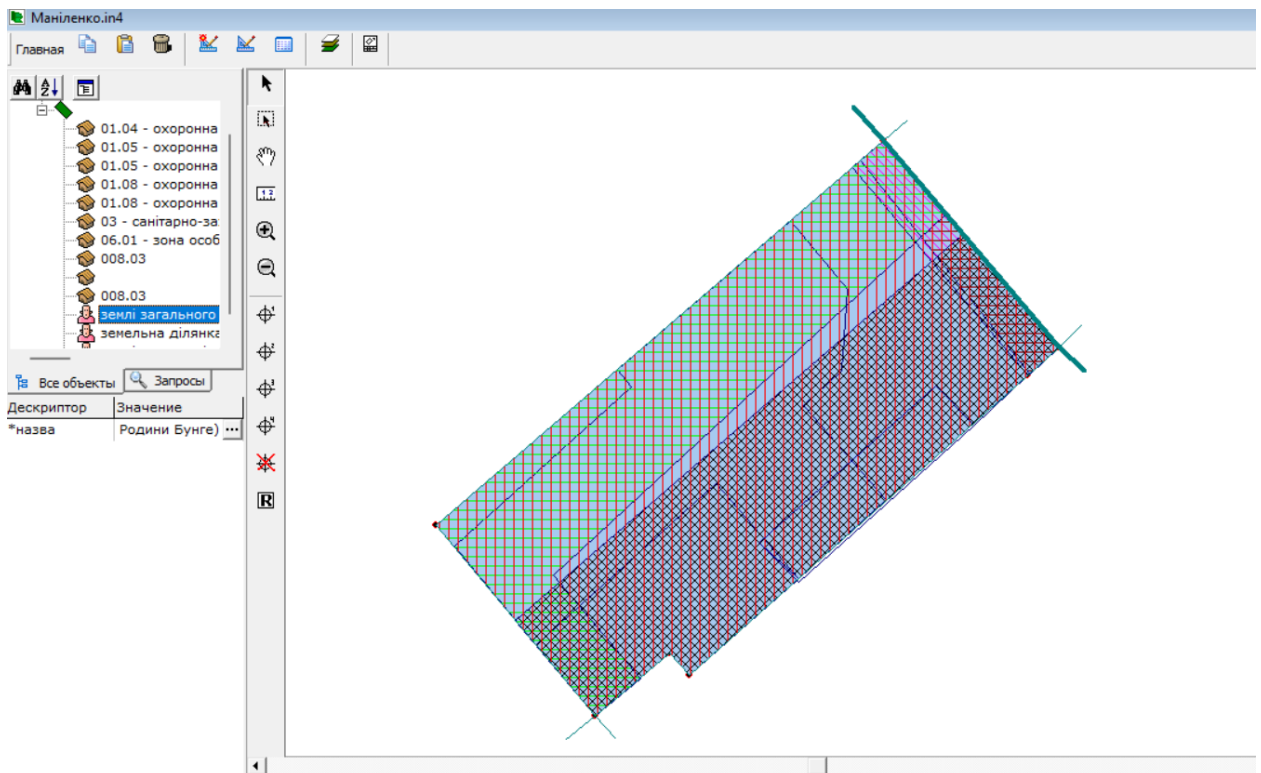 Маніленко.in4
Главная
01.04 - охоронна
01.05 - охоронна
01.05 - охоронна
01.08 - охоронна
01.08 - охоронна
03 - санітарно-за
06.01 - зона особ
008.03
008.03
землі загального
земельна ділянка
Все объекты Запросы
Дескриптор Значение
*назва Родини Бунге) ...
R